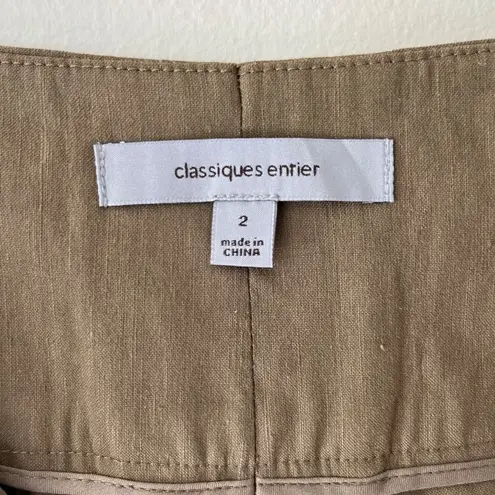 classiques entier
2
made in
CHINA